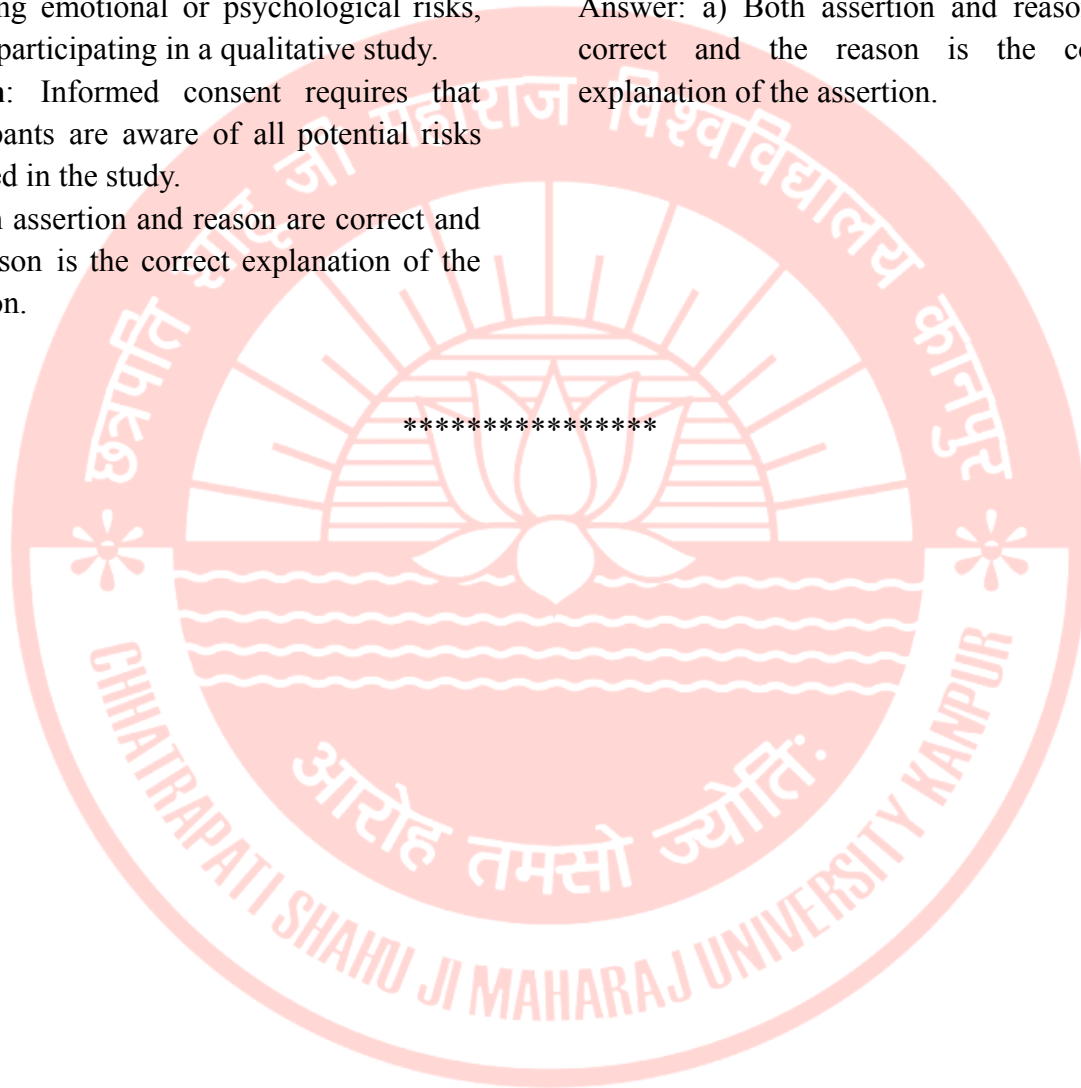 ng emotional or psychological risks,
participating in a qualitative study.
n: Informed consent requires that
pants are aware of all potential risks
ed in the study.
n assertion and reason are correct and
son is the correct explanation of the
on.
Answer: a) Both assertion and reaso
correct and the reason is the co
explanation of the assertion.
****************
छत्रपति शाहू जी महाराज विश्वविद्यालय कानपुर
आरोह तमसो ज्योतिः
CHHATRAPATI SHAHU JI MAHARAJ UNIVERSITY KANPUR